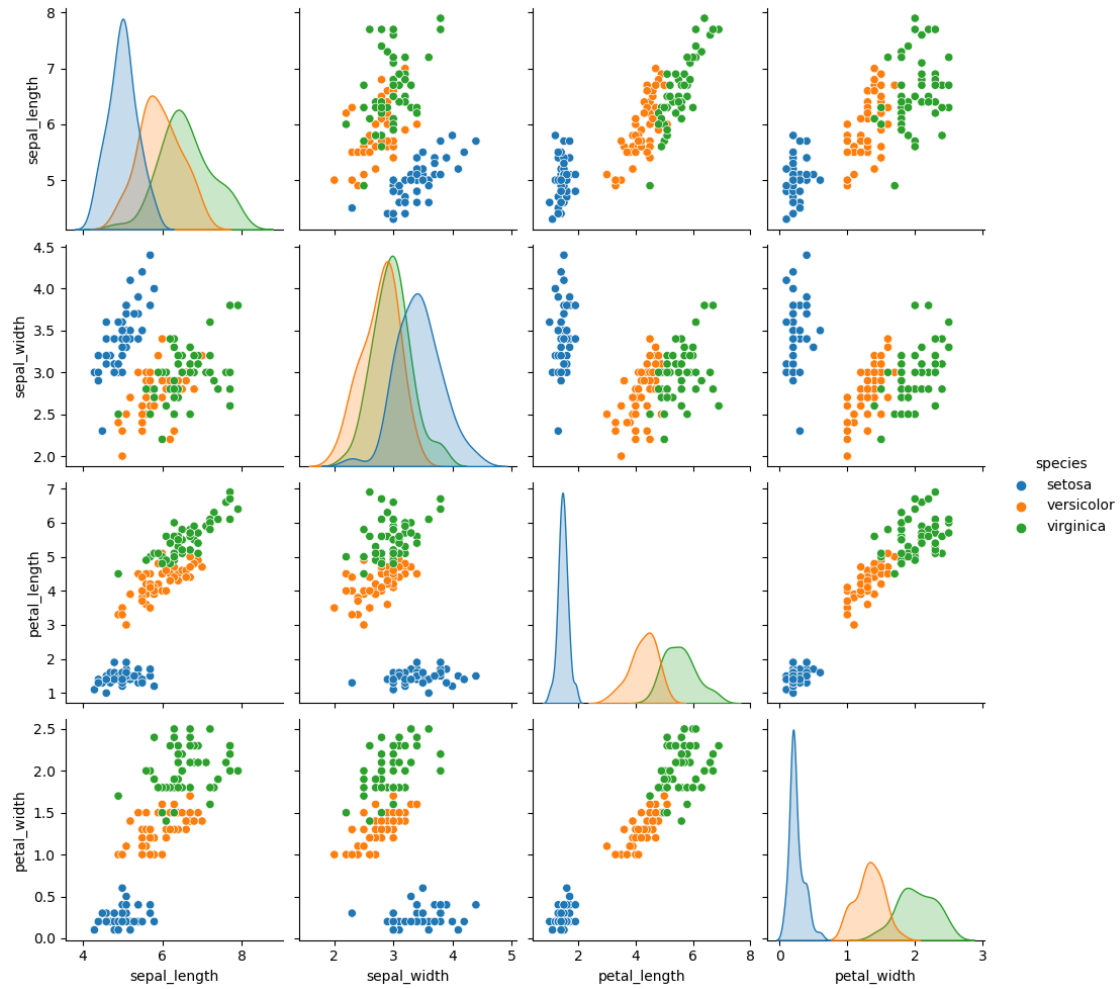 8
7
6
5
sepal_length
4.5
4.0
3.5
3.0
2.5
2.0
sepal_width
species
setosa
versicolor
virginica
7
6
5
4
3
2
1
petal_length
2.5
2.0
1.5
1.0
0.5
0.0
petal_width
4 6 8
sepal_length
2 3 4 5
sepal_width
2 4 6 8
petal_length
0 1 2 3
petal_width